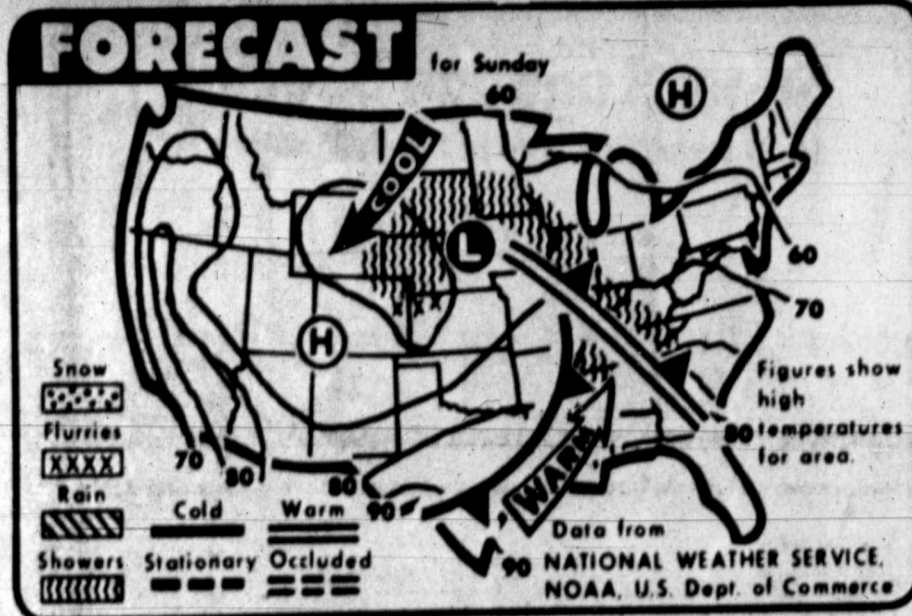 FORECAST
for Sunday
60
H
COOL
L
60
70
H
XXX
Snow
Flurries
XXXX
Rain
Showers
70
80
80
90
Cold
Warm
Stationary
Occluded
WARM
90
80
Figures show
high
temperatures
for area.
Data from
NATIONAL WEATHER SERVICE,
NOAA, U.S. Dept. of Commerce